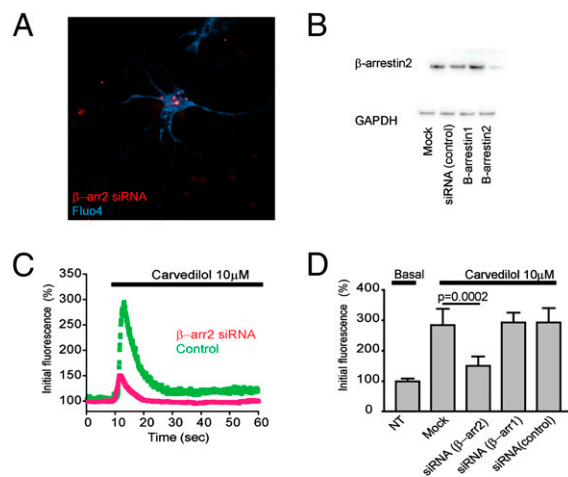 A
β-arr2 siRNA
Fluo4
B
β-arrestin2
GAPDH
Mock
siRNA (control)
B-arrestin1
B-arrestin2
C
Carvedilol 10μM
Initial fluorescence (%)
350
300
250
200
150
100
β-arr2 siRNA
Control
0 10 20 30 40 50 60
Time (sec)
D
Basal
Carvedilol 10μM
Initial fluorescence (%)
400
300
200
100
0
p=0.0002
NT
Mock
siRNA (β-arr2)
siRNA (β-arr1)
siRNA(control)